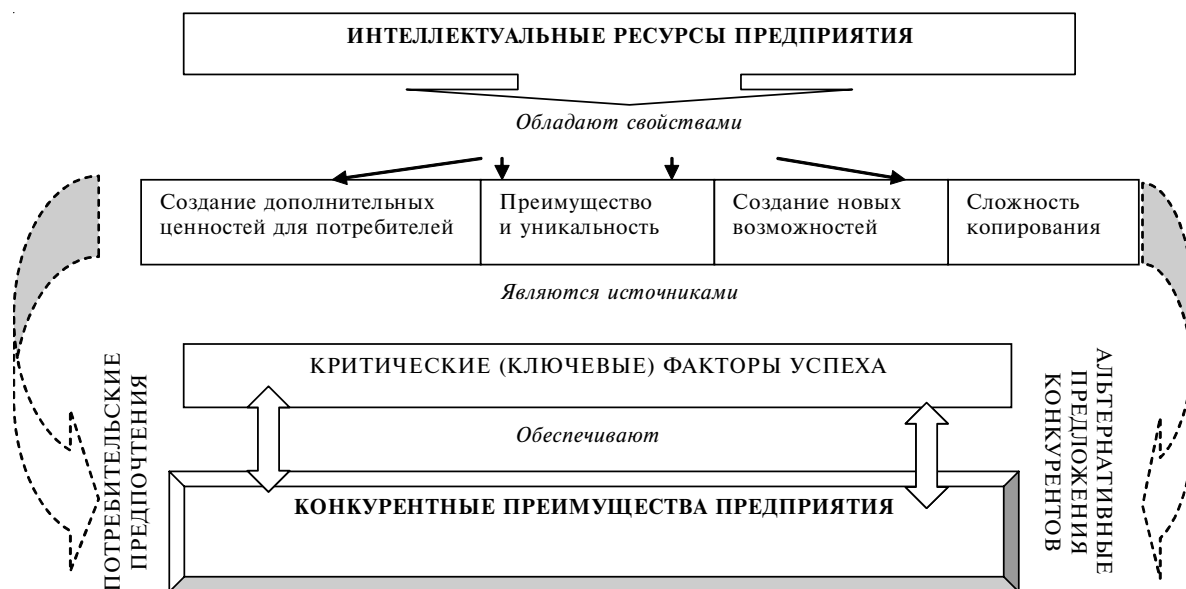 ИНТЕЛЛЕКТУАЛЬНЫЕ РЕСУРСЫ ПРЕДПРИЯТИЯ
Обладают свойствами
Создание дополнительных
ценностей для потребителей
Преимущество
и уникальность
Создание новых
возможностей
Сложность
копирования
Являются источниками
ПОТРЕБИТЕЛЬСКИЕ
ПРЕДПОЧТЕНИЯ
КРИТИЧЕСКИЕ (КЛЮЧЕВЫЕ) ФАКТОРЫ УСПЕХА
Обеспечивают
КОНКУРЕНТНЫЕ ПРЕИМУЩЕСТВА ПРЕДПРИЯТИЯ
АЛЬТЕРНАТИВНЫЕ
ПРЕДЛОЖЕНИЯ
КОНКУРЕНТОВ